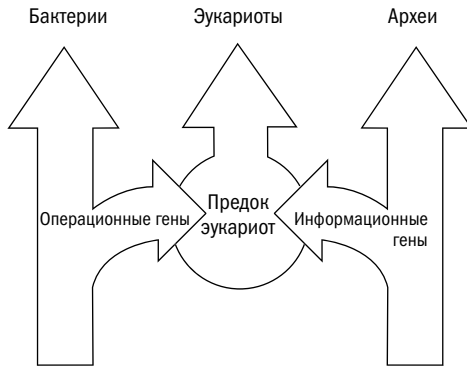 Бактерии
Эукариоты
Археи
Операционные гены
Предок
эукариот
Информационные
гены